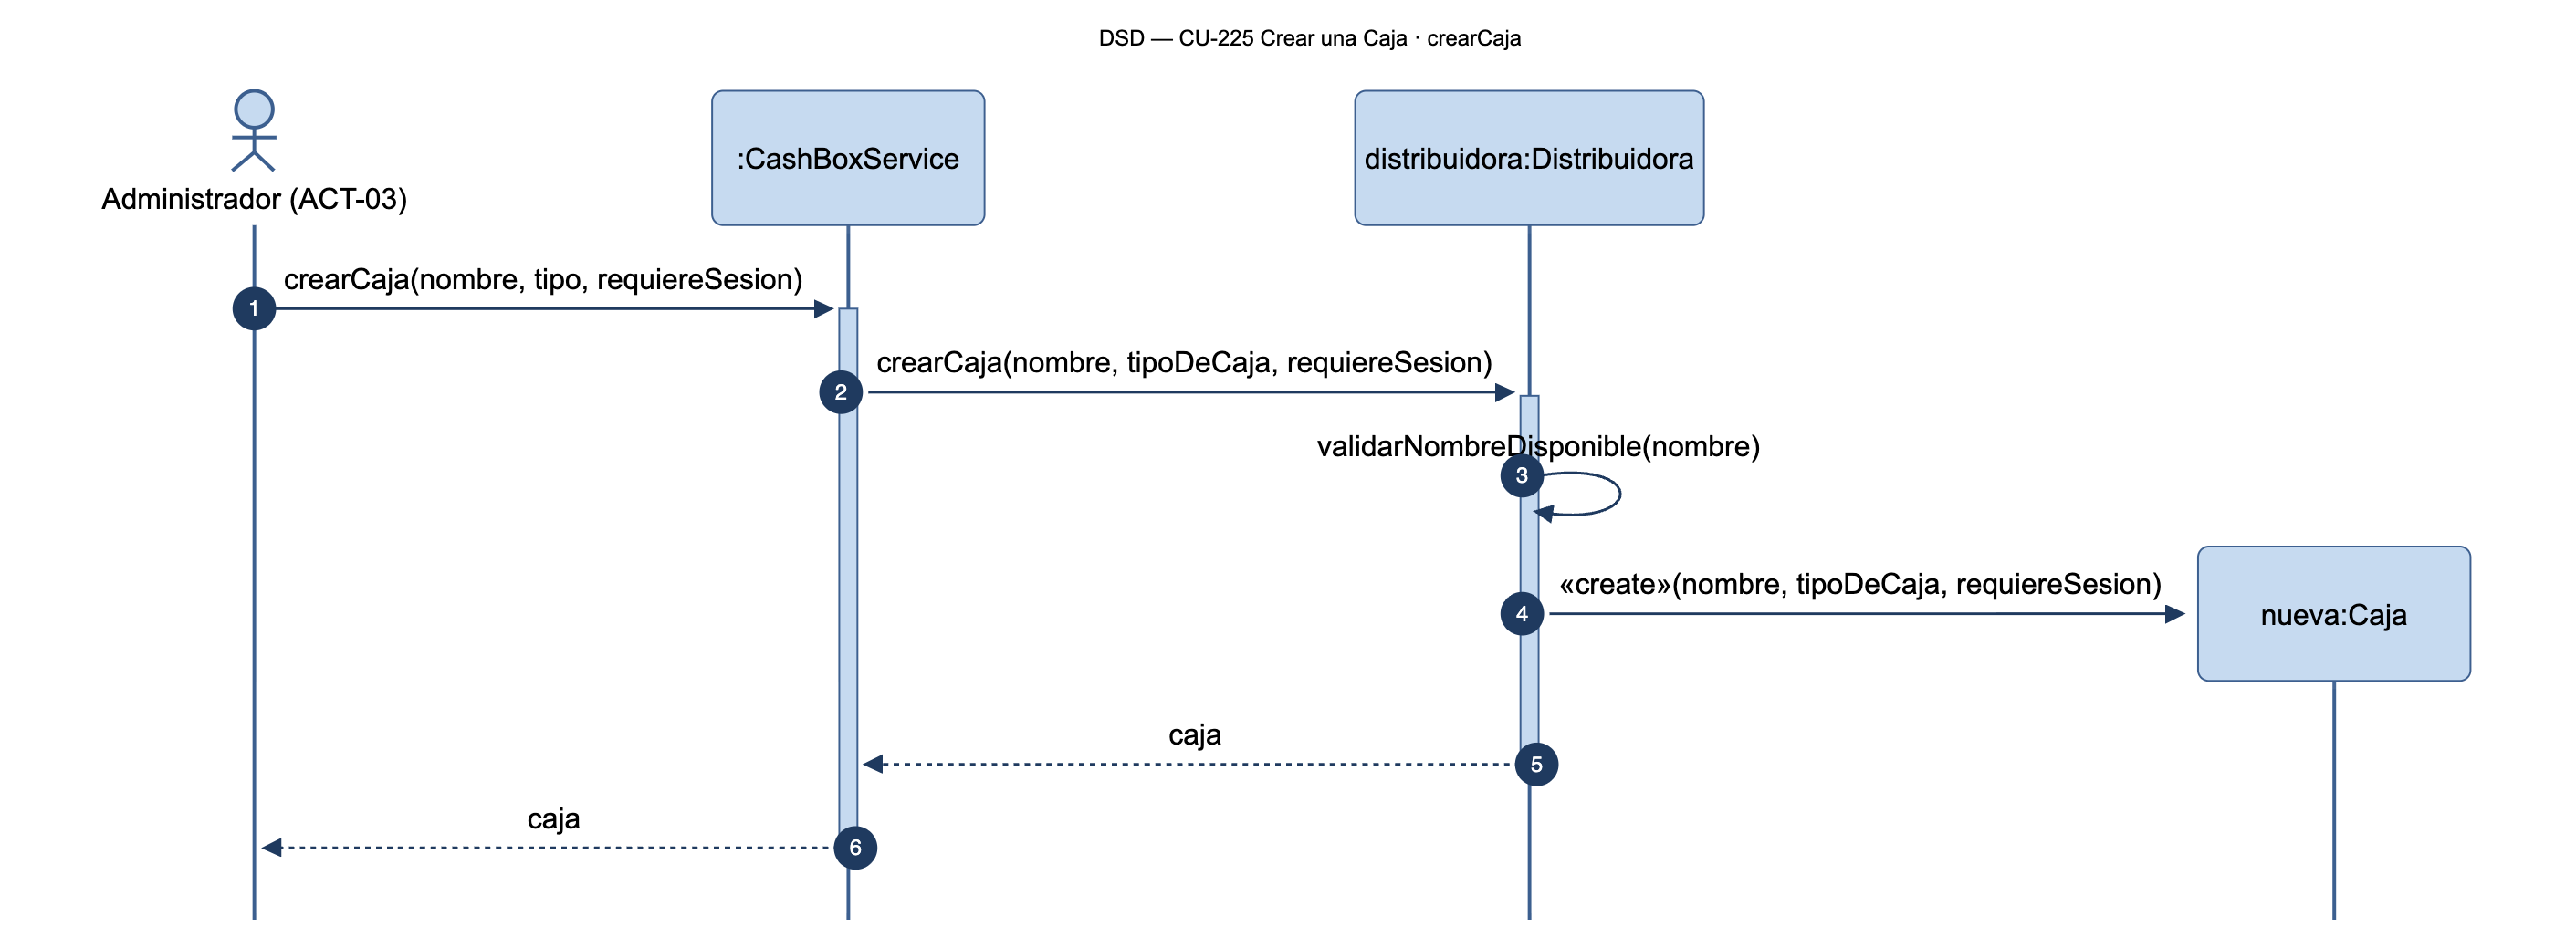 DSD — CU-225 Crear una Caja · crearCaja
Administrador (ACT-03)
:CashBoxService
distribuidora:Distribuidora
crearCaja(nombre, tipo, requiereSesion)
1
crearCaja(nombre, tipoDeCaja, requiereSesion)
2
validarNombreDisponible(nombre)
3
«create»(nombre, tipoDeCaja, requiereSesion)
4
nueva:Caja
caja
5
caja
6